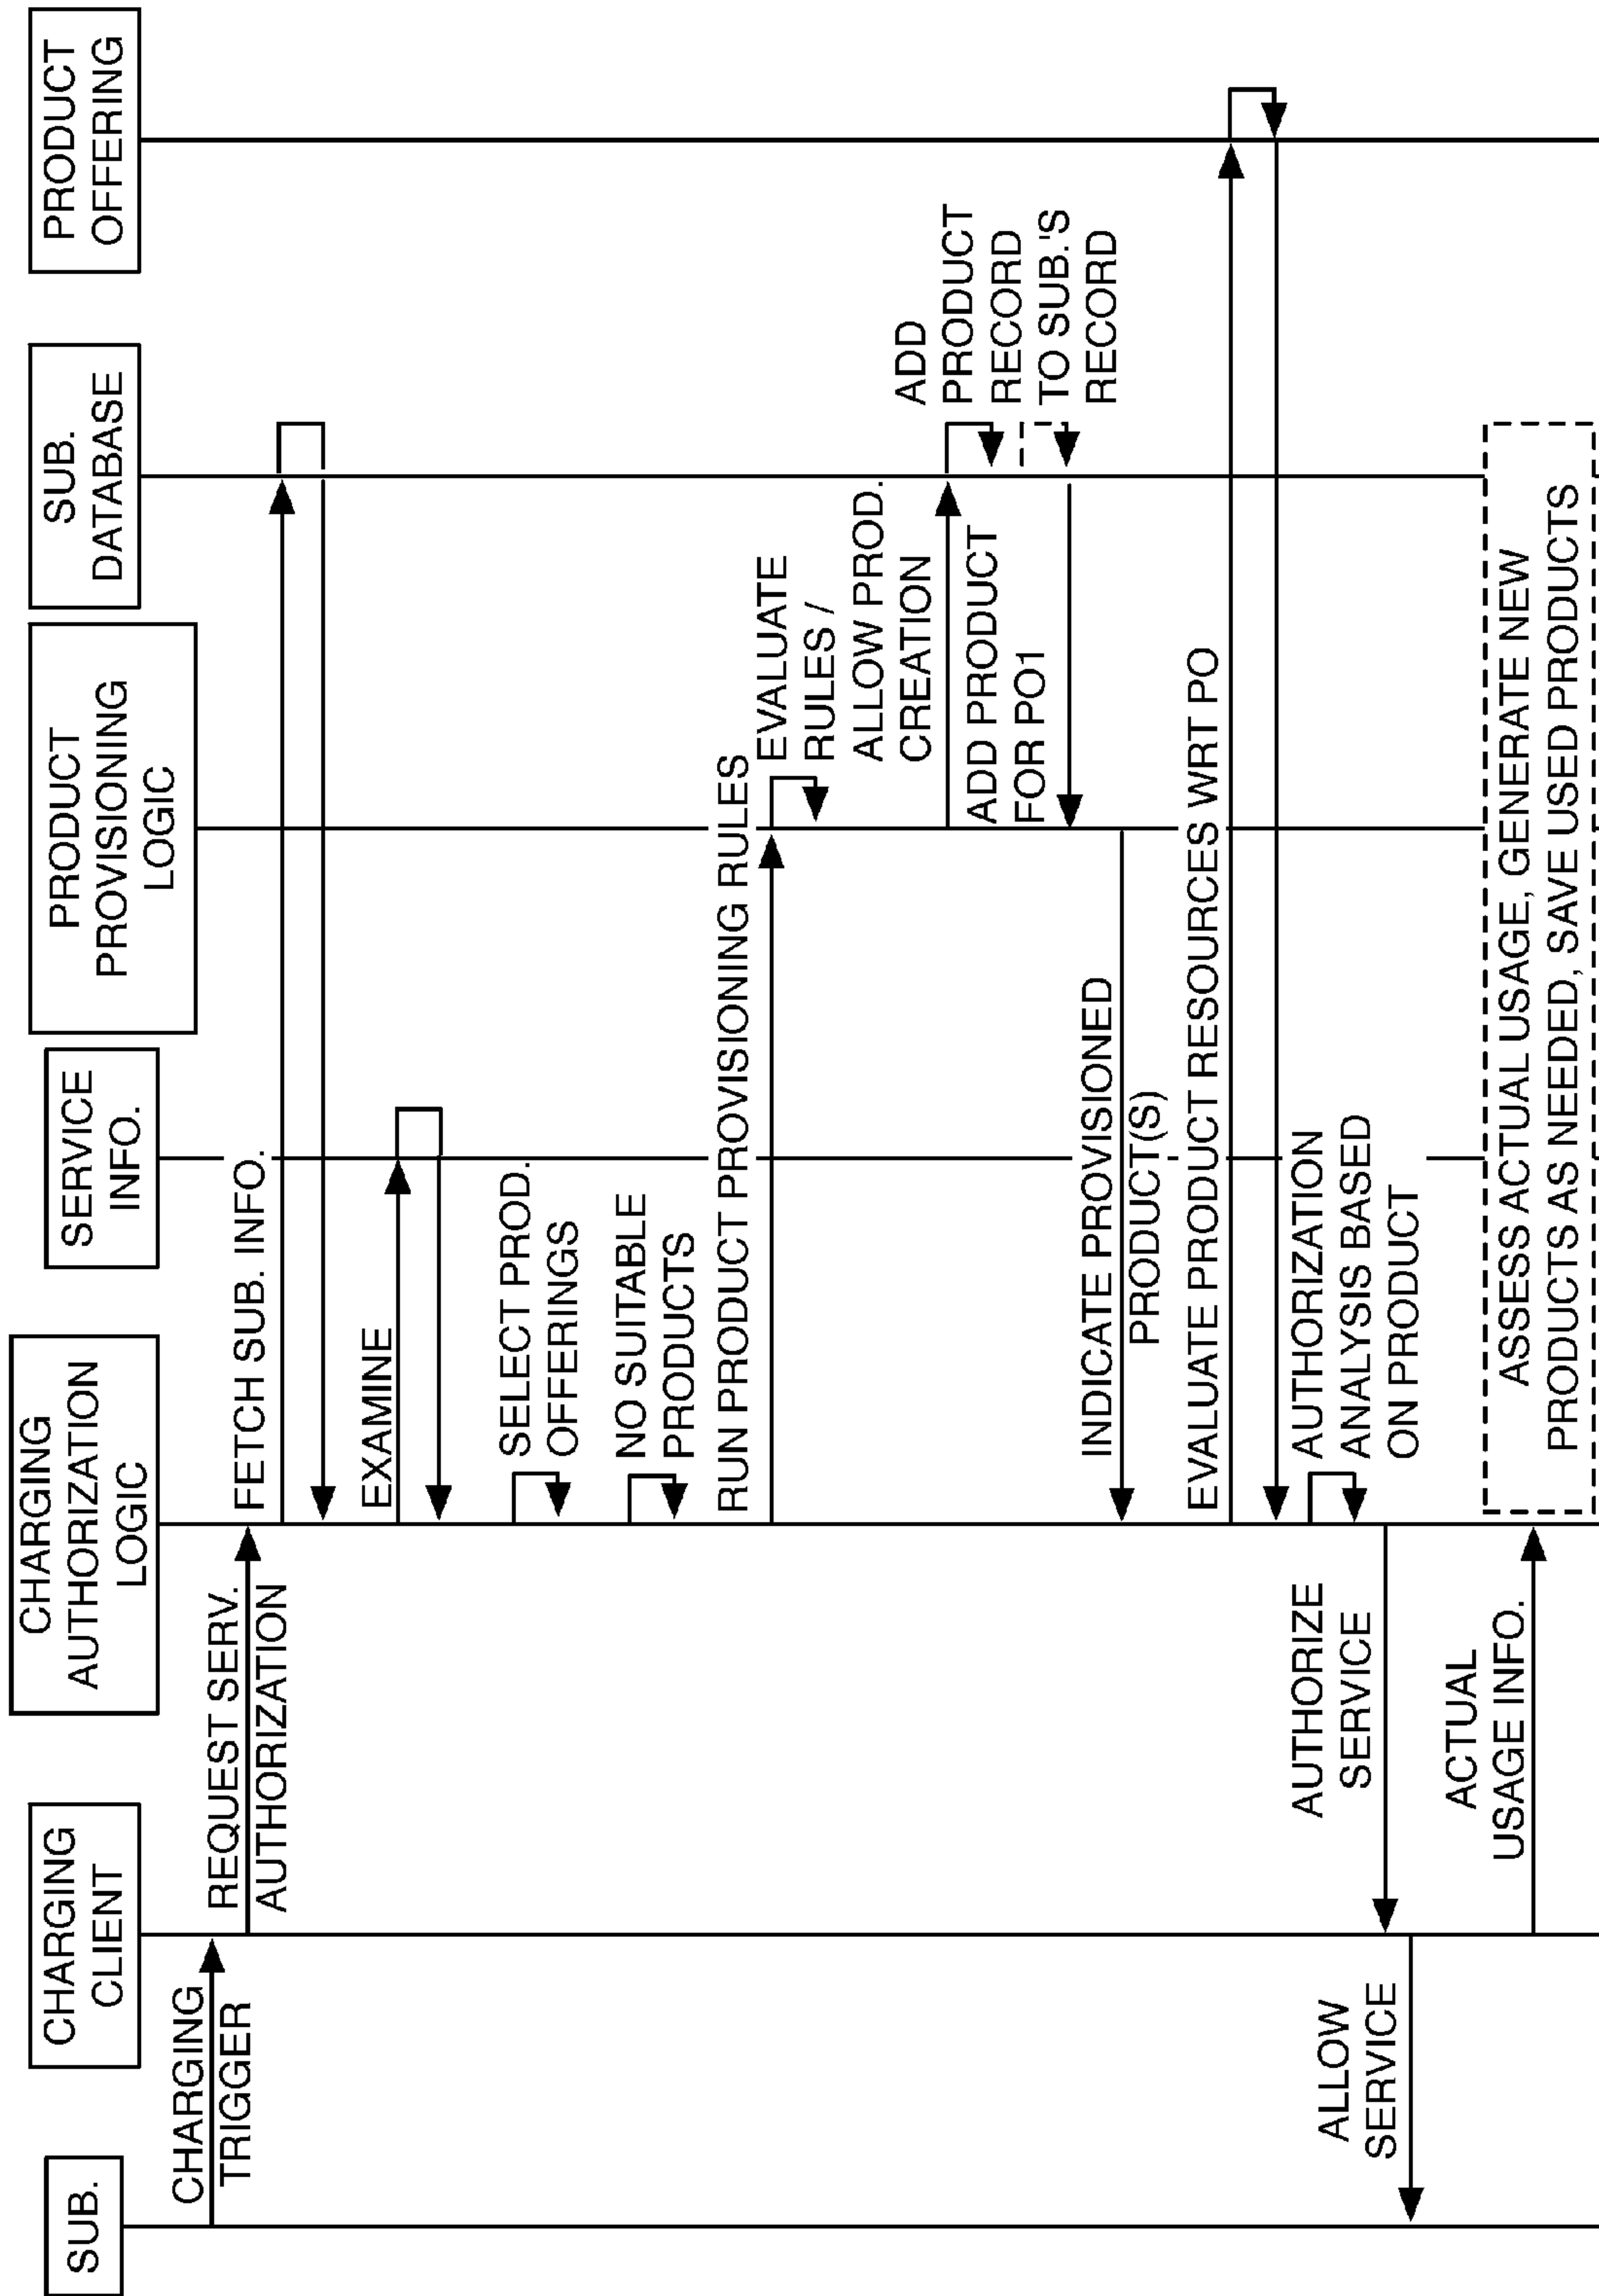 SUB.
CHARGING
CLIENT
CHARGING
AUTHORIZATION
LOGIC
SERVICE
INFO.
PRODUCT
PROVISIONING
LOGIC
SUB.
DATABASE
PRODUCT
OFFERING
CHARGING
TRIGGER
REQUEST SERV.
AUTHORIZATION
FETCH SUB. INFO.
EXAMINE
SELECT PROD.
OFFERINGS
NO SUITABLE
PRODUCTS
RUN PRODUCT PROVISIONING RULES
EVALUATE
RULES /
ALLOW PROD.
CREATION
ADD
PRODUCT
RECORD
TO SUB.'S
RECORD
ADD PRODUCT
FOR PO1
INDICATE PROVISIONED
PRODUCT(S)
EVALUATE PRODUCT RESOURCES WRT PO
AUTHORIZATION
ANALYSIS BASED
ON PRODUCT
AUTHORIZE
SERVICE
ALLOW
SERVICE
ACTUAL
USAGE INFO.
ASSESS ACTUAL USAGE, GENERATE NEW
PRODUCTS AS NEEDED, SAVE USED PRODUCTS